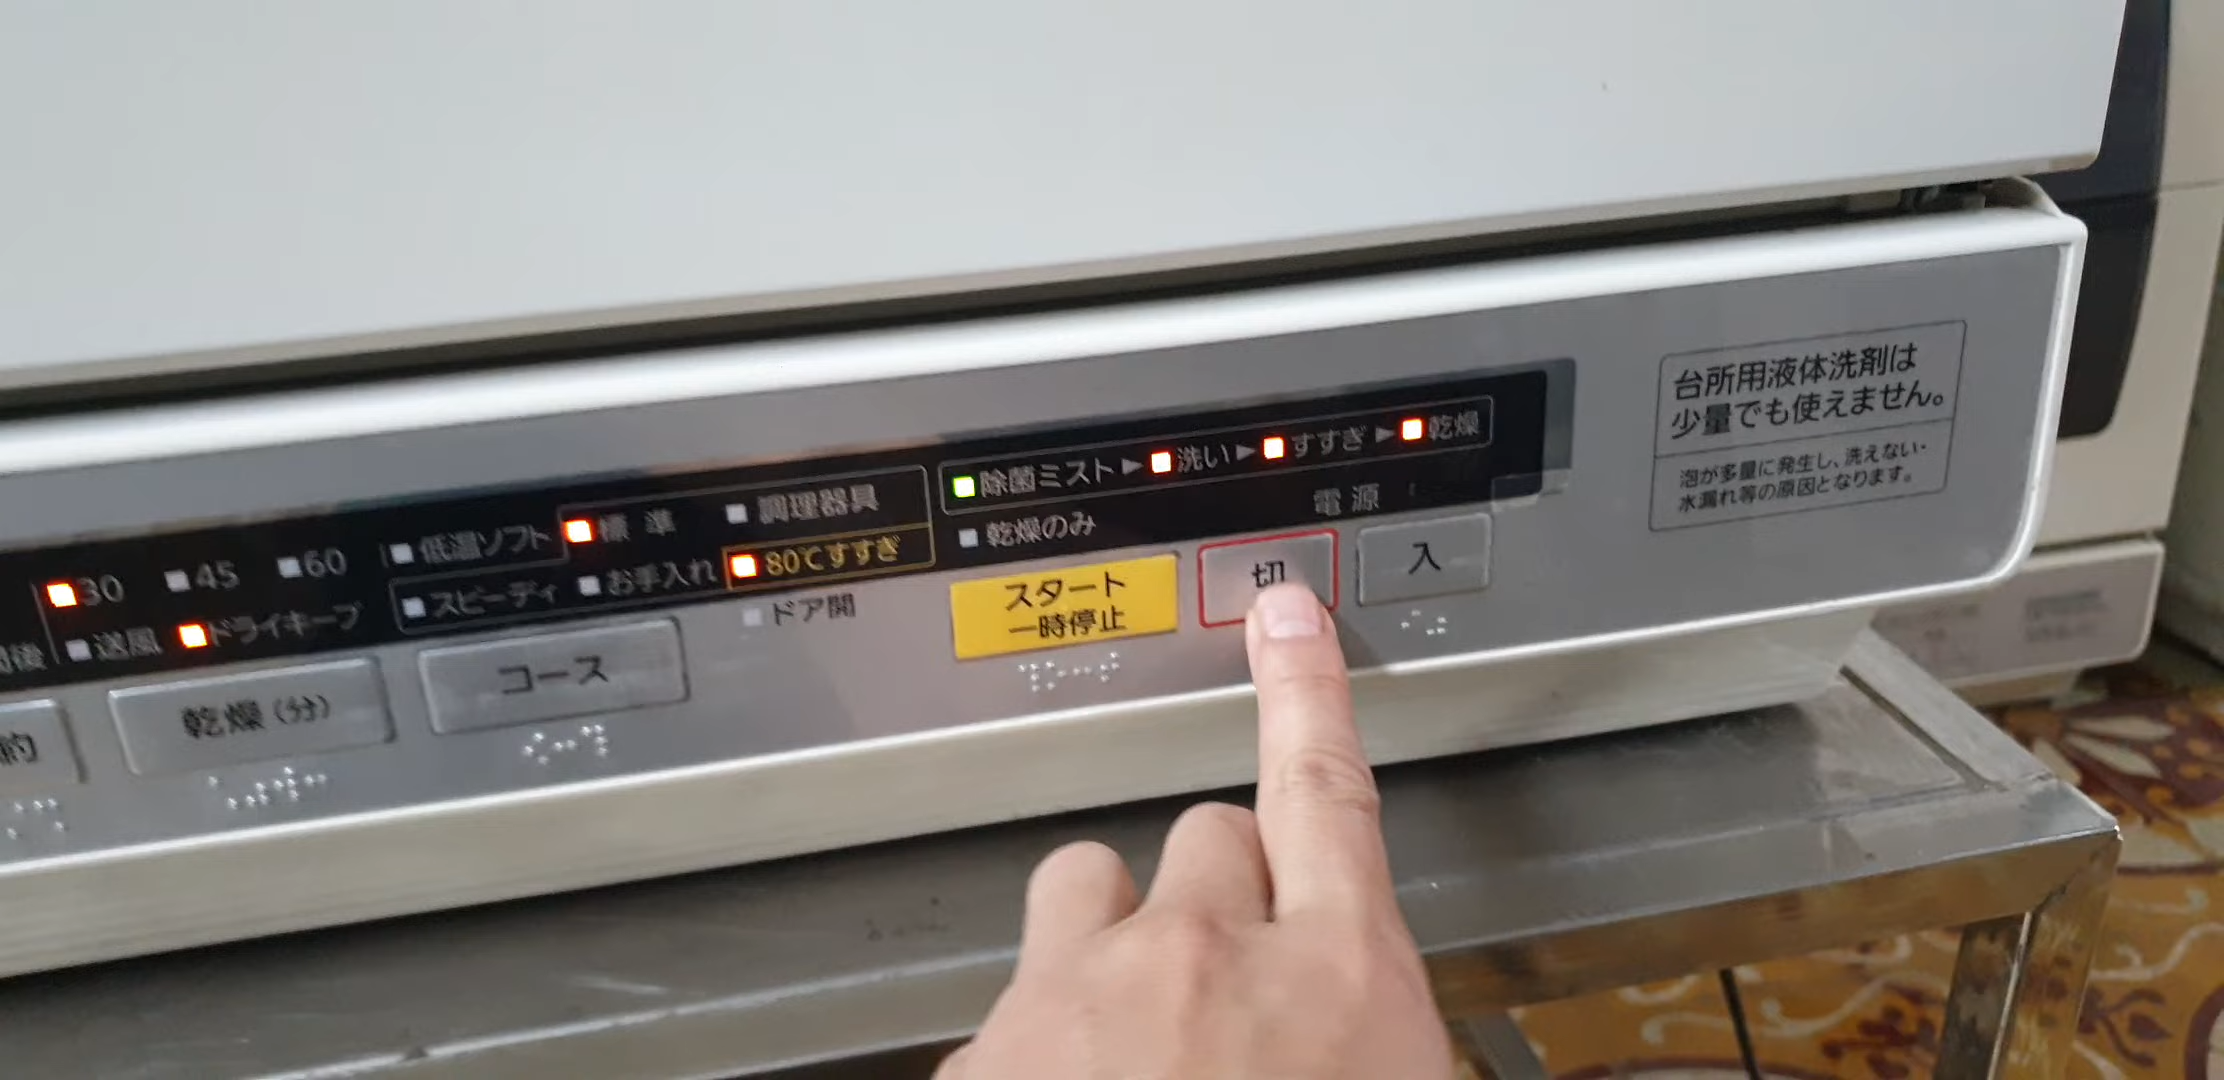 除菌ミスト▶洗い▶すすぎ▶乾燥
標準
調理器具
低温ソフト
乾燥のみ
電源
30
45
60
80℃すすぎ
スピーディ
お手入れ
送風
ドライキープ
ドア開
スタート
一時停止
切
入
コース
乾燥(分)
約
台所用液体洗剤は
少量でも使えません。
泡が多量に発生し、洗えない・
水漏れ等の原因となります。